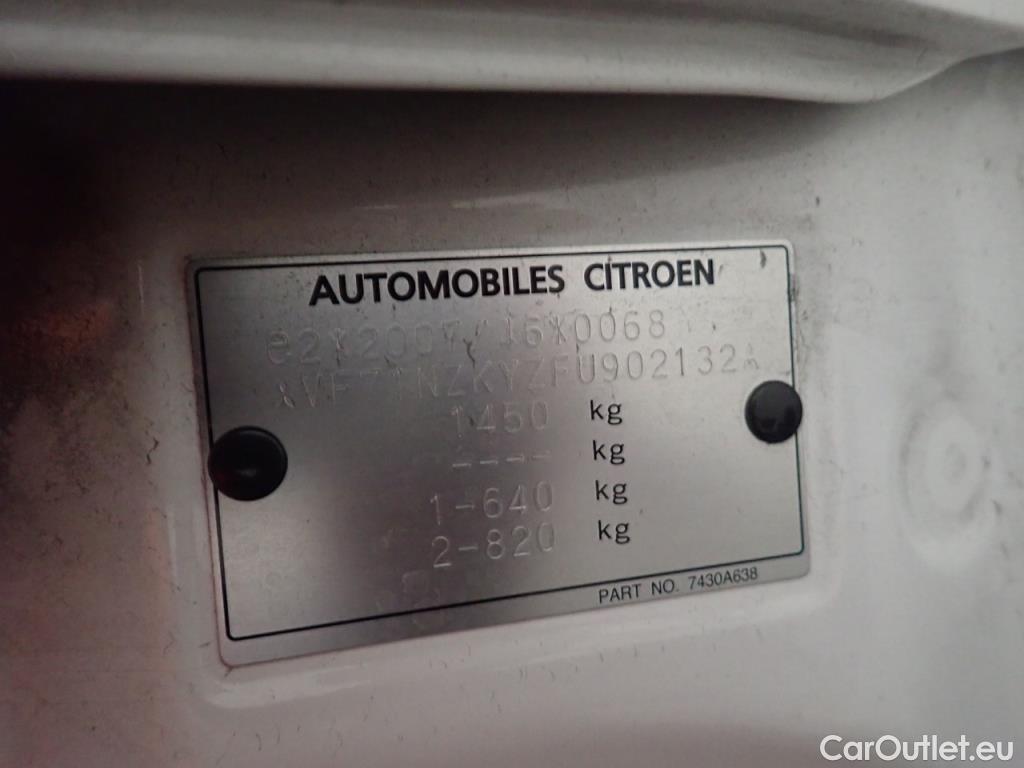 AUTOMOBILES CITROEN
e2*2007/46*0068
*VF71NZKYZFU902132*
1450 kg
---- kg
1-640 kg
2-820 kg
PART NO. 7430A638
CarOutlet.eu